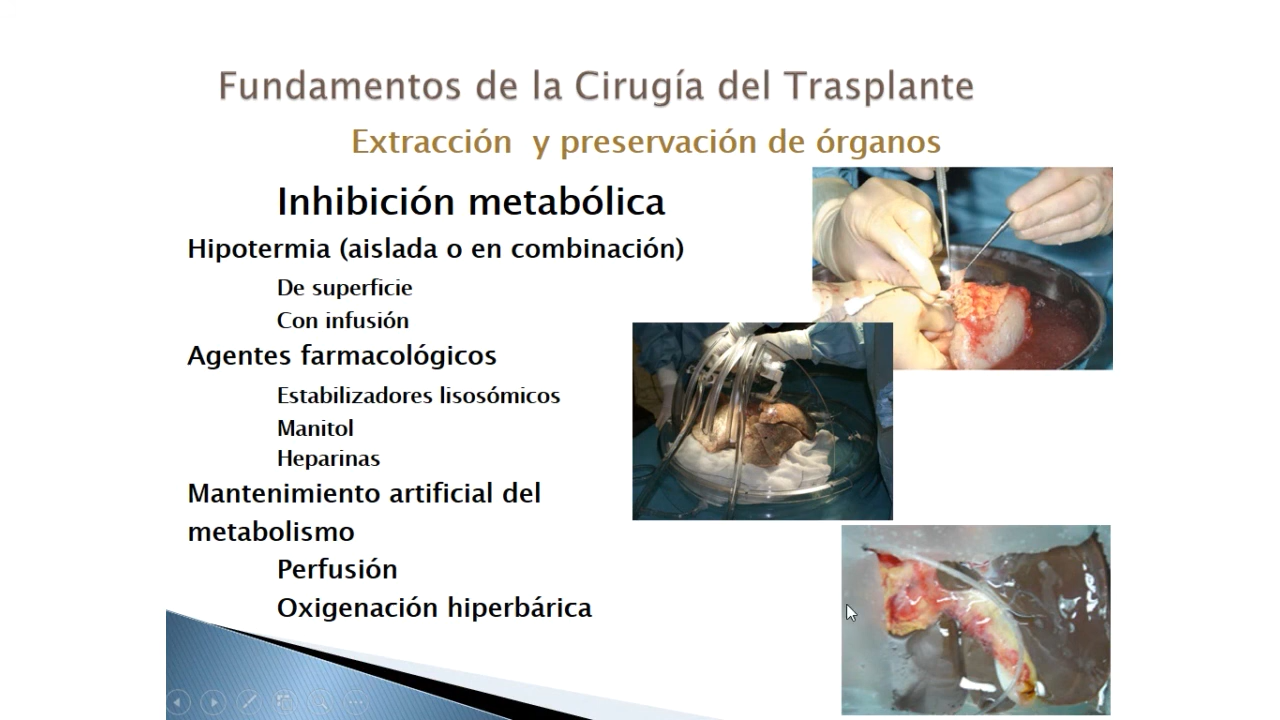 Fundamentos de la Cirugía del Trasplante
Extracción y preservación de órganos
Inhibición metabólica
Hipotermia (aislada o en combinación)
De superficie
Con infusión
Agentes farmacológicos
Estabilizadores lisosómicos
Manitol
Heparinas
Mantenimiento artificial del
metabolismo
Perfusión
Oxigenación hiperbárica